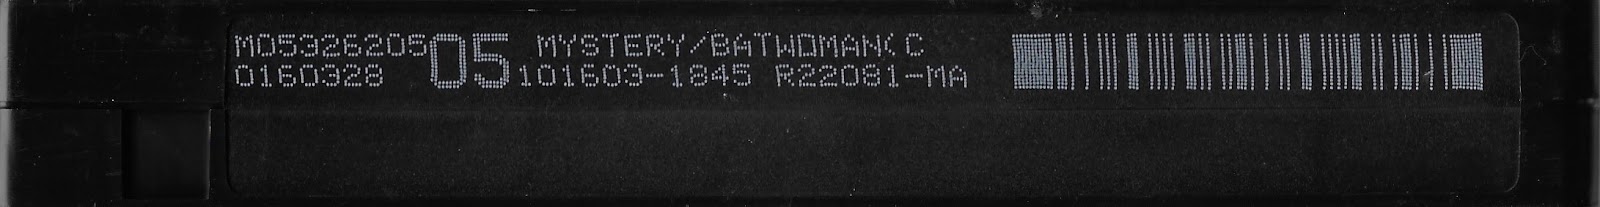 M05326205 05 MYSTERY/BATWOMAN(C
0160328 101603-1845 R22081-MA